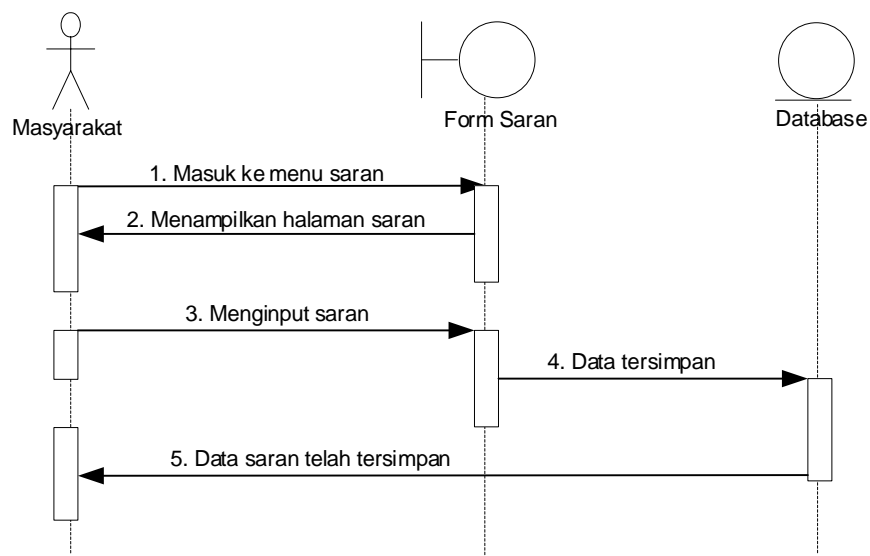 Masyarakat
Form Saran
Database
1. Masuk ke menu saran
2. Menampilkan halaman saran
3. Menginput saran
4. Data tersimpan
5. Data saran telah tersimpan